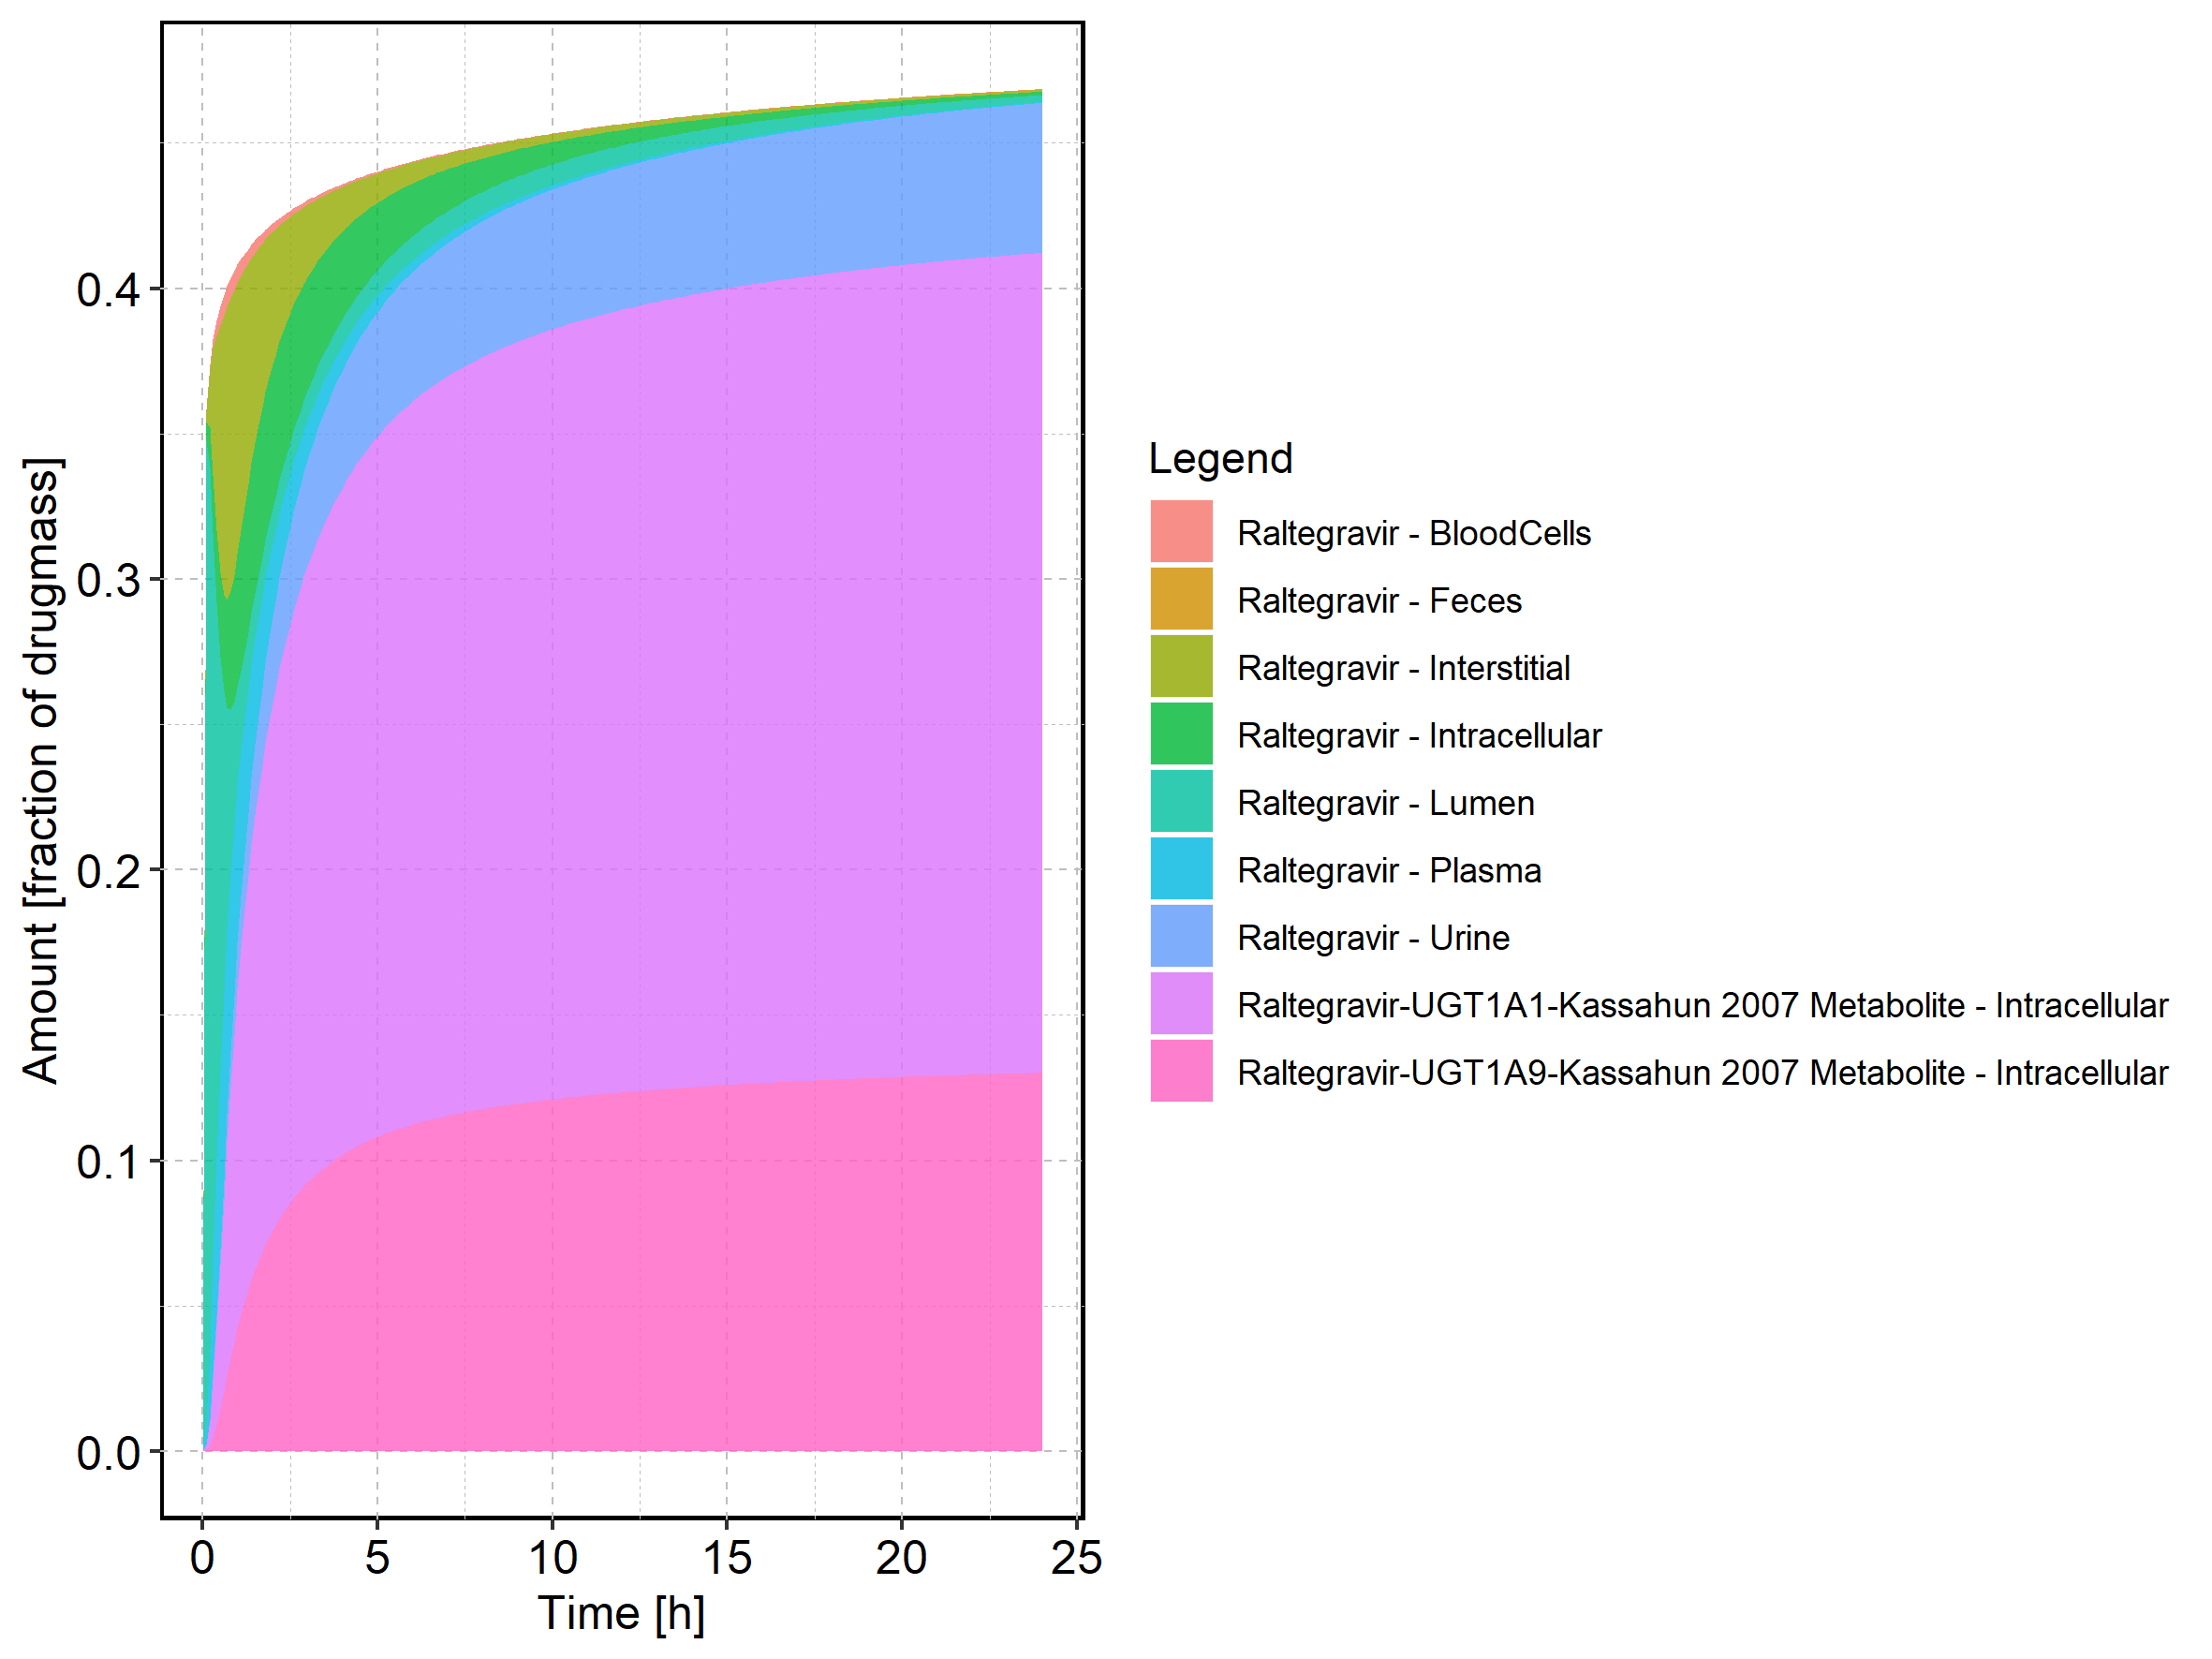 Amount [fraction of drugmass]
0.4
0.3
0.2
0.1
0.0
0 5 10 15 20 25
Time [h]
Legend
Raltegravir - BloodCells
Raltegravir - Feces
Raltegravir - Interstitial
Raltegravir - Intracellular
Raltegravir - Lumen
Raltegravir - Plasma
Raltegravir - Urine
Raltegravir-UGT1A1-Kassahun 2007 Metabolite - Intracellular
Raltegravir-UGT1A9-Kassahun 2007 Metabolite - Intracellular